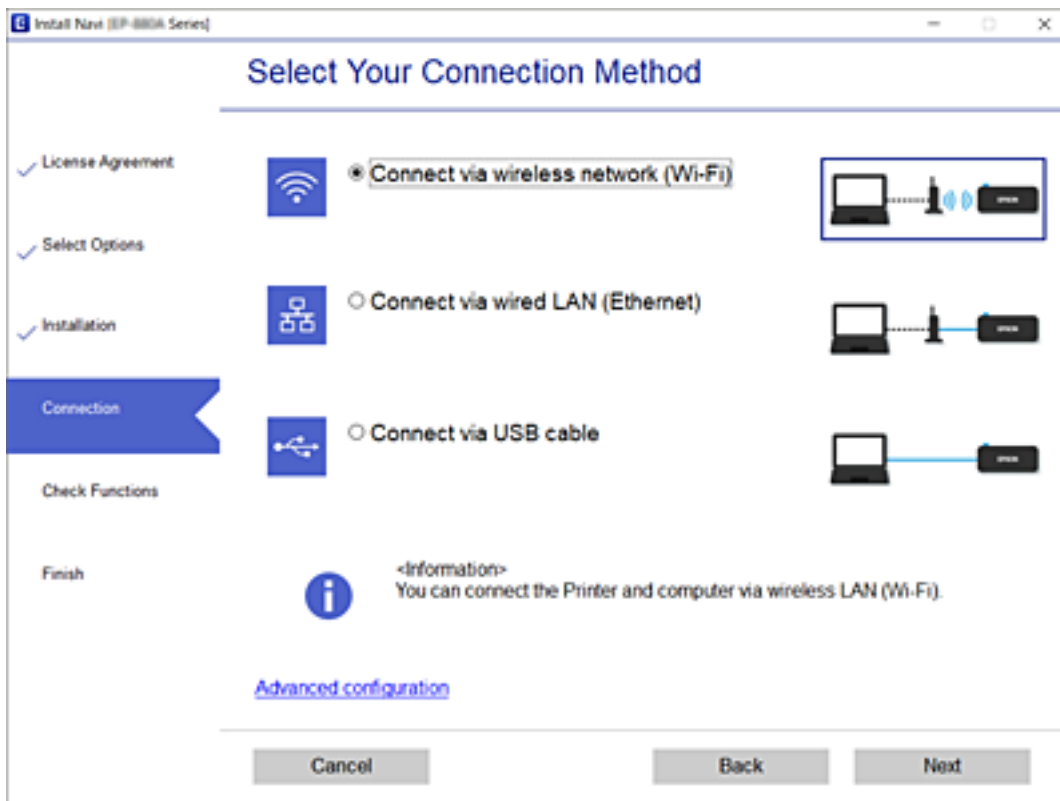 Install Navi [EP- Series]
Select Your Connection Method
License Agreement
Select Options
Installation
Connection
Check Functions
Finish
Connect via wireless network (Wi-Fi)
Connect via wired LAN (Ethernet)
Connect via USB cable
<Information>
You can connect the Printer and computer via wireless LAN (Wi-Fi).
Advanced configuration
Cancel
Back
Next